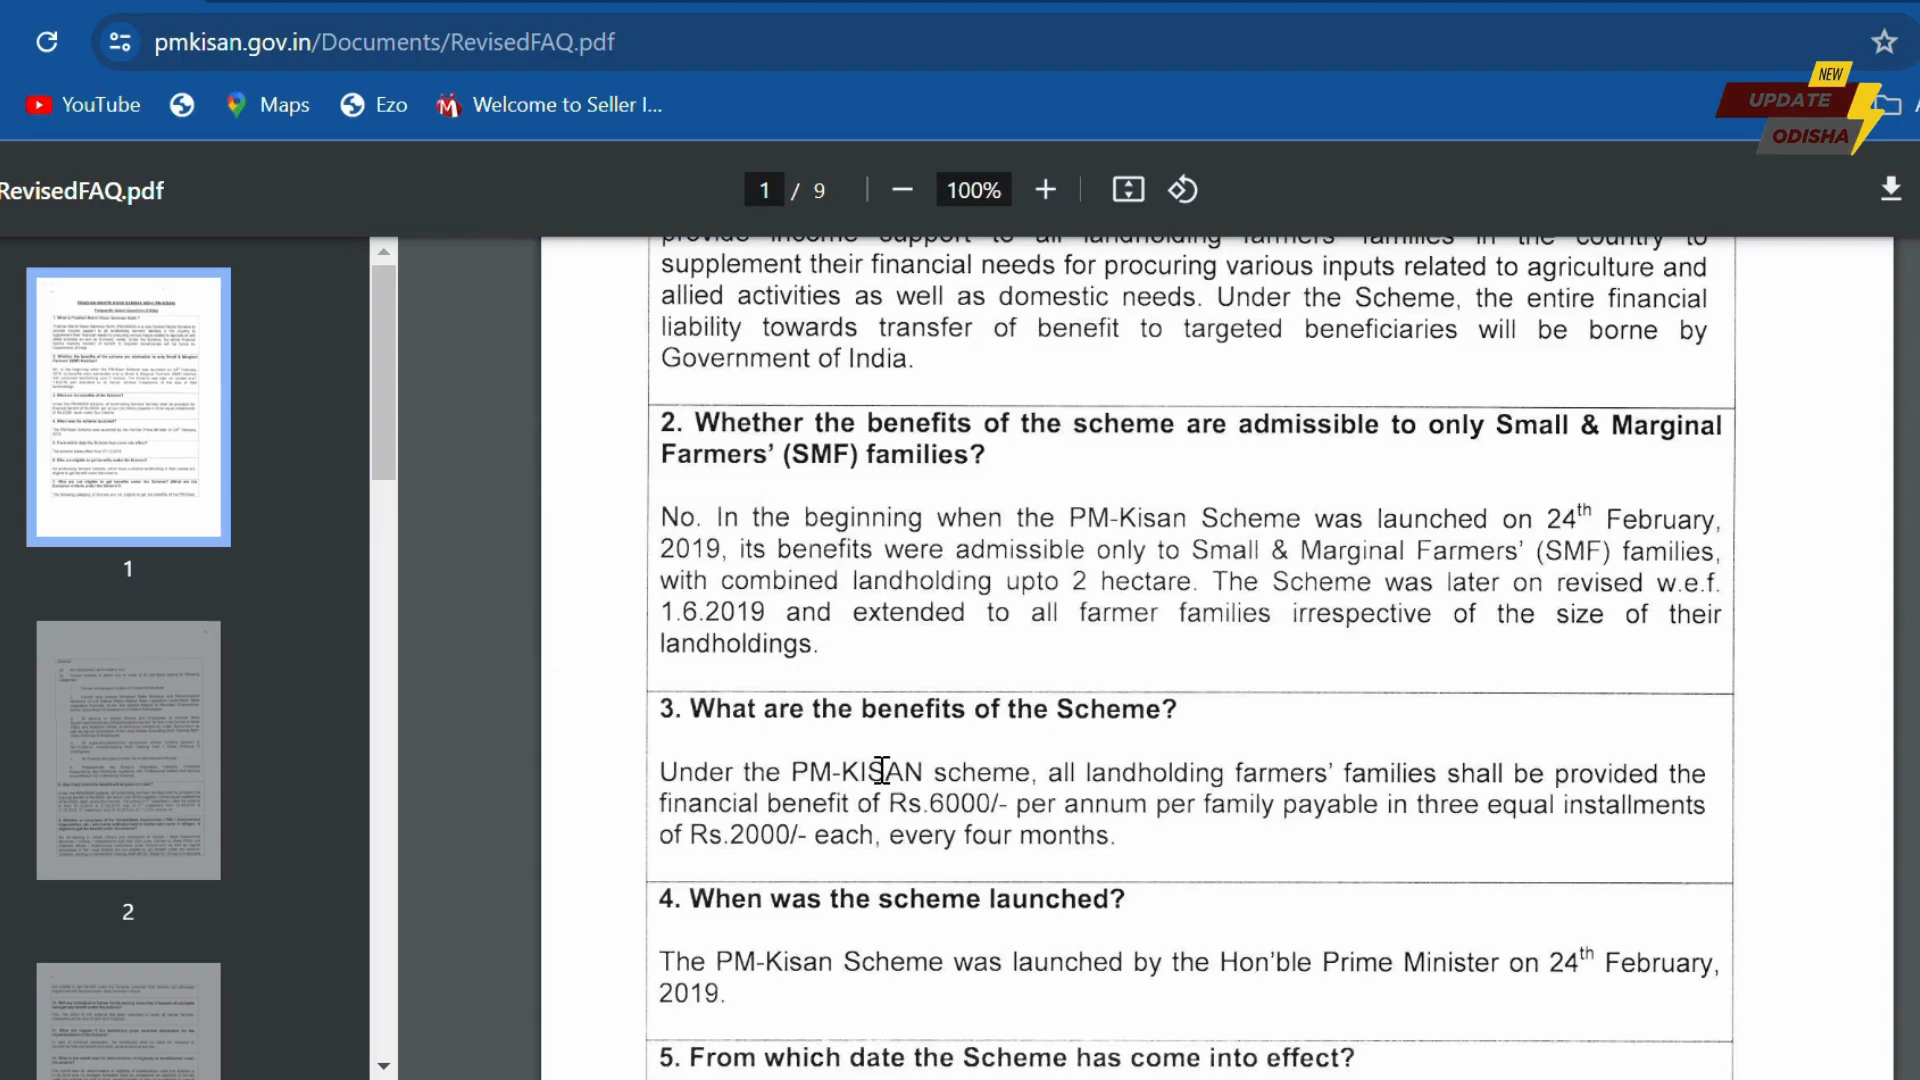 pmkisan.gov.in/Documents/RevisedFAQ.pdf
YouTube
Maps
Ezo
Welcome to Seller I...
NEW
UPDATE
ODISHA
RevisedFAQ.pdf
1 / 9
100%
provide income support to all landholding farmers' families in the country to
supplement their financial needs for procuring various inputs related to agriculture and
allied activities as well as domestic needs. Under the Scheme, the entire financial
liability towards transfer of benefit to targeted beneficiaries will be borne by
Government of India.
2. Whether the benefits of the scheme are admissible to only Small & Marginal
Farmers' (SMF) families?
No. In the beginning when the PM-Kisan Scheme was launched on 24th February,
2019, its benefits were admissible only to Small & Marginal Farmers' (SMF) families,
with combined landholding upto 2 hectare. The Scheme was later on revised w.e.f.
1.6.2019 and extended to all farmer families irrespective of the size of their
landholdings.
3. What are the benefits of the Scheme?
Under the PM-KISAN scheme, all landholding farmers' families shall be provided the
financial benefit of Rs.6000/- per annum per family payable in three equal installments
of Rs.2000/- each, every four months.
4. When was the scheme launched?
The PM-Kisan Scheme was launched by the Hon'ble Prime Minister on 24th February,
2019.
5. From which date the Scheme has come into effect?
1
2